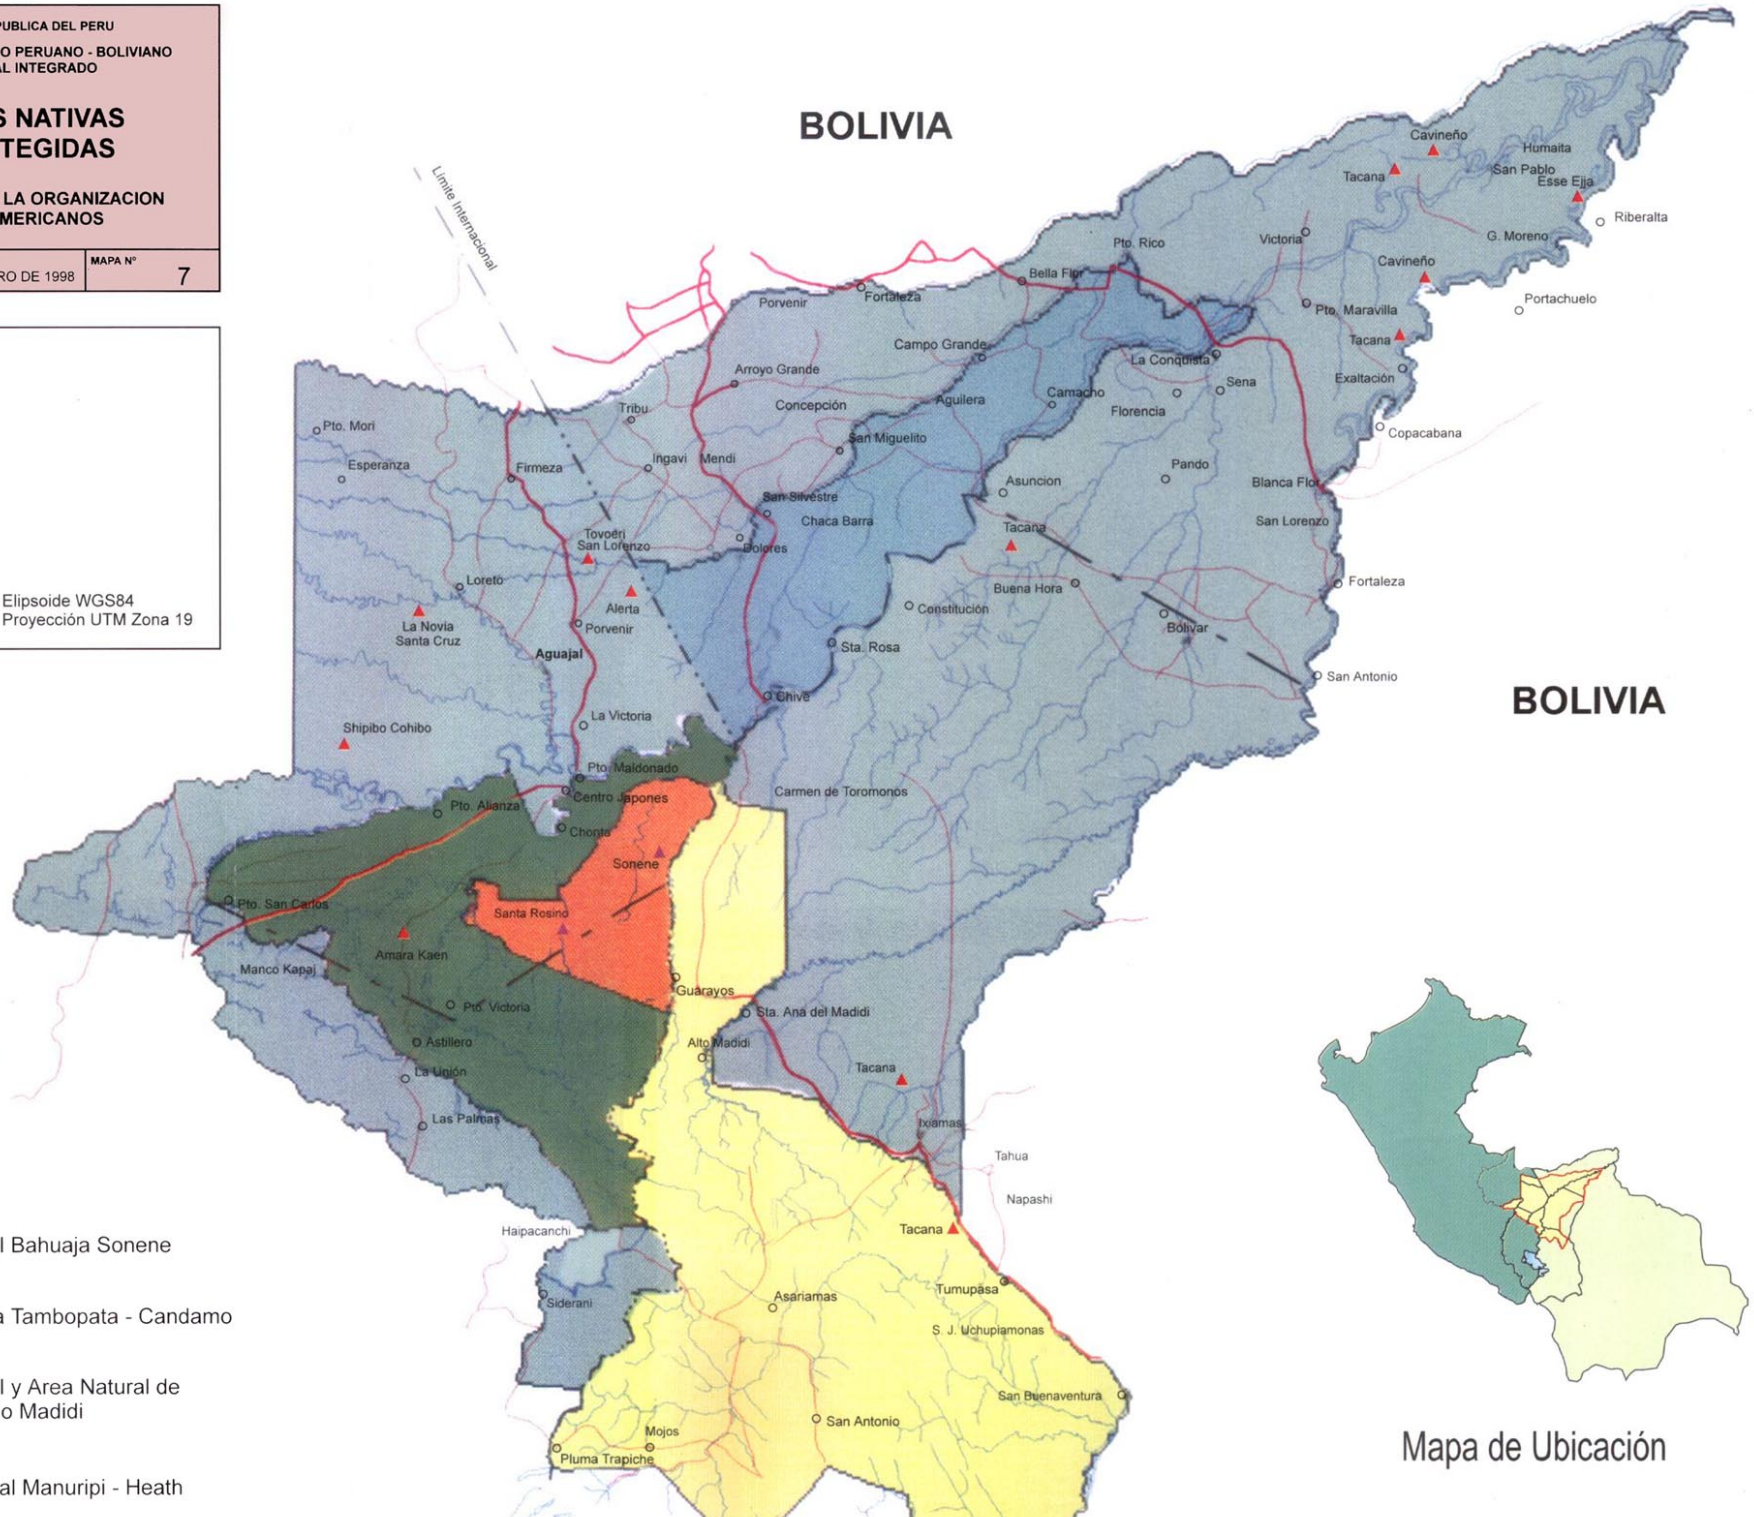 PUBLICA DEL PERU
O PERUANO - BOLIVIANO
AL INTEGRADO
S NATIVAS
TEGIDAS
LA ORGANIZACION
MERICANOS
RO DE 1998
MAPA N°
7
Elipsoide WGS84
Proyección UTM Zona 19
BOLIVIA
Limite Internacional
Cavineño
Humaita
Tacana
San Pablo
Esse Ejja
Riberalta
Victoria
G. Moreno
Pto. Rico
Cavineño
Bella Flor
Porvenir
Fortaleza
Portachuelo
Pto. Maravilla
Tacana
Campo Grande
La Conquista
Arroyo Grande
Exaltación
Sena
Camacho
Aguilera
Concepción
Tribu
Florencia
Pto. Mori
Copacabana
San Miguelito
Ingavi
Mendi
Esperanza
Firmeza
Pando
Asuncion
Blanca Flor
San Silvestre
Chaca Barra
San Lorenzo
Tacana
Tovoeri
San Lorenzo
Dolores
Loreto
Fortaleza
Buena Hora
Alerta
Constitución
La Novia
Santa Cruz
Porvenir
Bolivar
Aguajal
Sta. Rosa
San Antonio
Chive
BOLIVIA
La Victoria
Shipibo Cohibo
Pto. Maldonado
Carmen de Toromonos
Centro Japones
Pto. Alianza
Chonta
Sonene
Pto. San Carlos
Santa Rosino
Amara Kaen
Manco Kapaj
Guarayos
Pto. Victoria
Sta. Ana del Madidi
Astillero
Alto Madidi
La Unión
Tacana
Las Palmas
Ixiamas
Tahua
Napashi
Haipacanchi
Tacana
l Bahuaja Sonene
Tumupasa
Siderani
Asariamas
a Tambopata - Candamo
S. J. Uchupiamonas
l y Area Natural de
o Madidi
San Buenaventura
San Antonio
Mojos
Pluma Trapiche
Mapa de Ubicación
al Manuripi - Heath